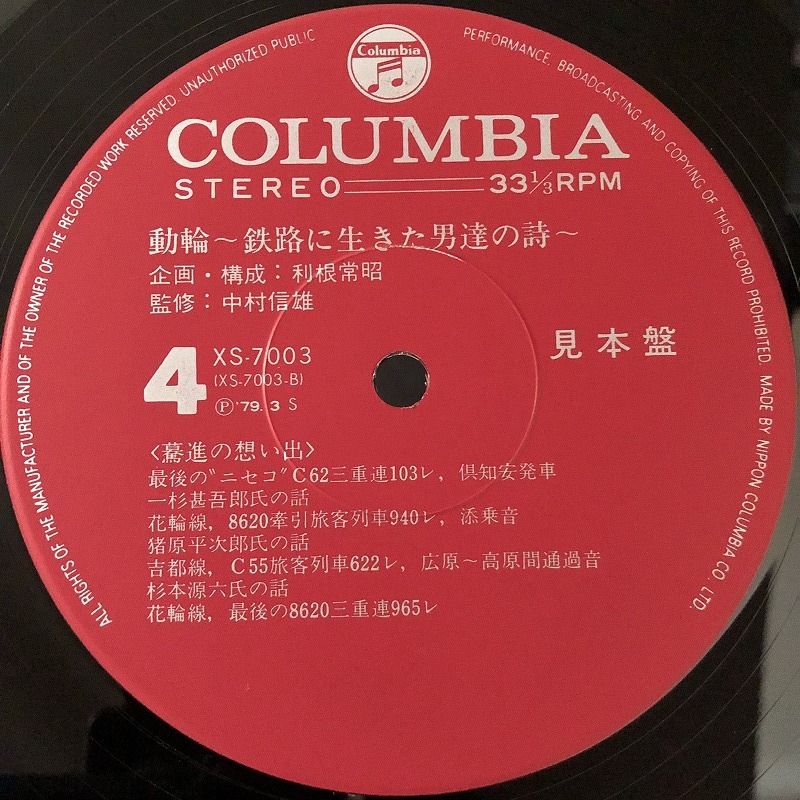 ALL RIGHTS OF THE MANUFACTURER AND OF THE OWNER OF THE RECORDED WORK RESERVED. UNAUTHORIZED PUBLIC PERFORMANCE, BROADCASTING AND COPYING OF THIS RECORD PROHIBITED. MADE BY NIPPON COLUMBIA CO., LTD.
Columbia
COLUMBIA
STEREO 33 1/3 RPM
動輪〜鉄路に生きた男達の詩〜
企画・構成：利根常昭
監修：中村信雄
見本盤
4 XS-7003
(XS-7003-B)
Ⓟ'79.3 S
〈驀進の想い出〉
最後の“ニセコ”C62三重連103レ，倶知安発車
一杉甚吾郎氏の話
花輪線，8620牽引旅客列車940レ，添乗音
猪原平次郎氏の話
吉都線，C55旅客列車622レ，広原〜高原間通過音
杉本源六氏の話
花輪線，最後の8620三重連965レ